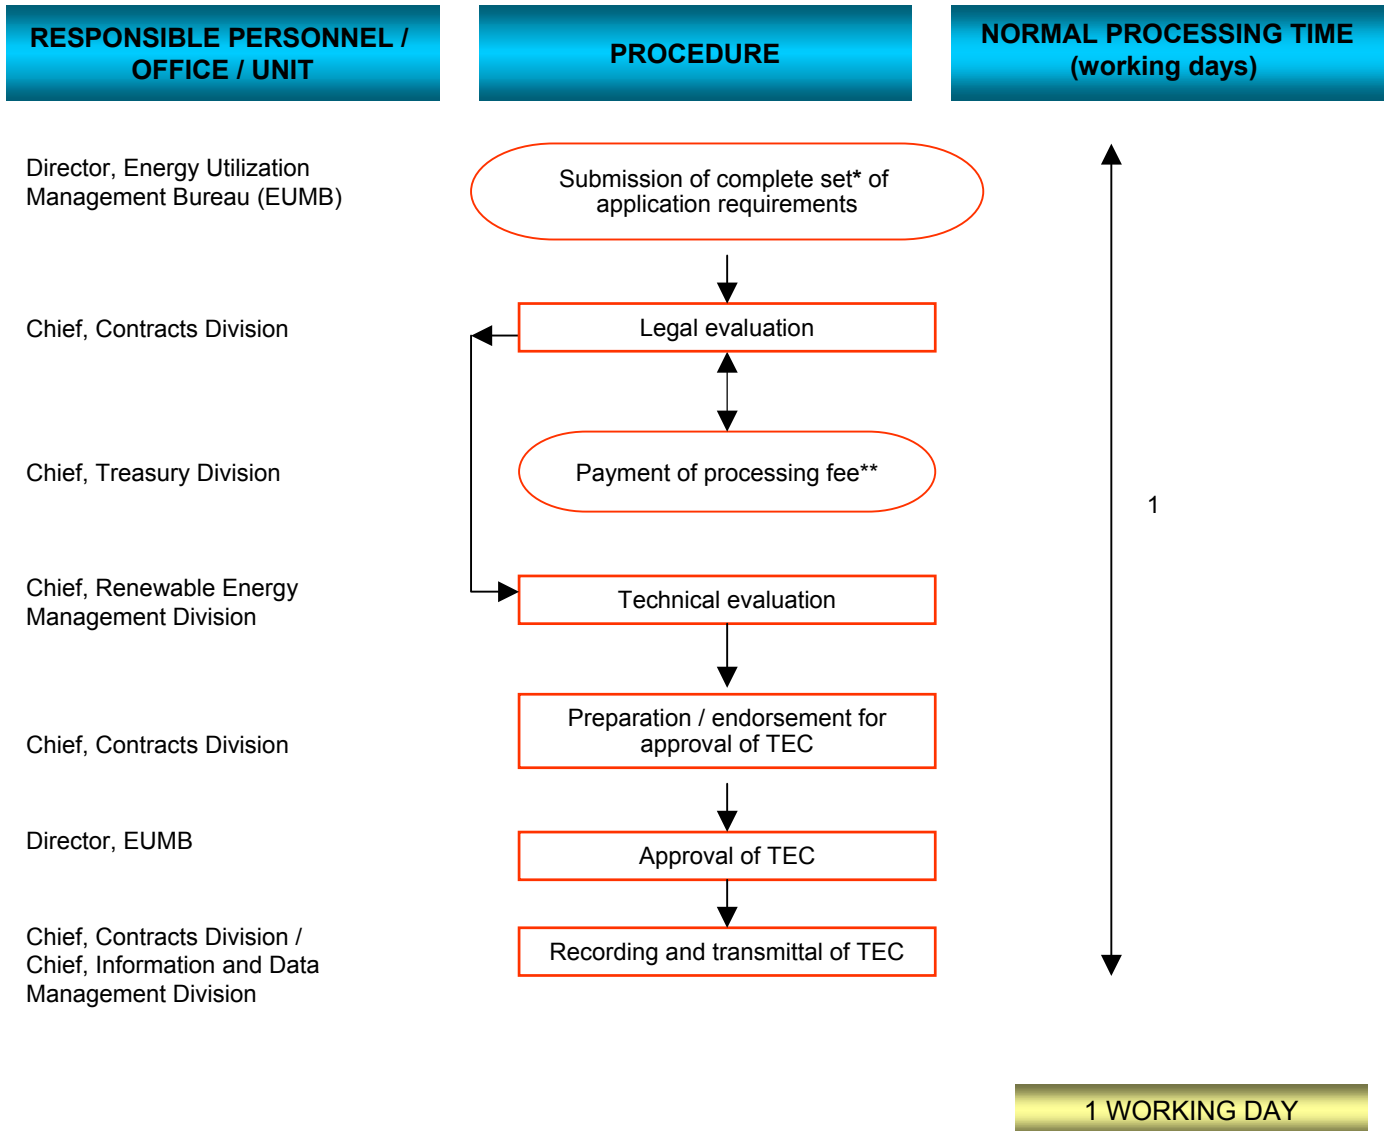 RESPONSIBLE PERSONNEL /
OFFICE / UNIT
PROCEDURE
NORMAL PROCESSING TIME
(working days)
Director, Energy Utilization
Management Bureau (EUMB)
Submission of complete set* of
application requirements
Chief, Contracts Division
Legal evaluation
Chief, Treasury Division
Payment of processing fee**
1
Chief, Renewable Energy
Management Division
Technical evaluation
Chief, Contracts Division
Preparation / endorsement for
approval of TEC
Director, EUMB
Approval of TEC
Chief, Contracts Division /
Chief, Information and Data
Management Division
Recording and transmittal of TEC
1 WORKING DAY